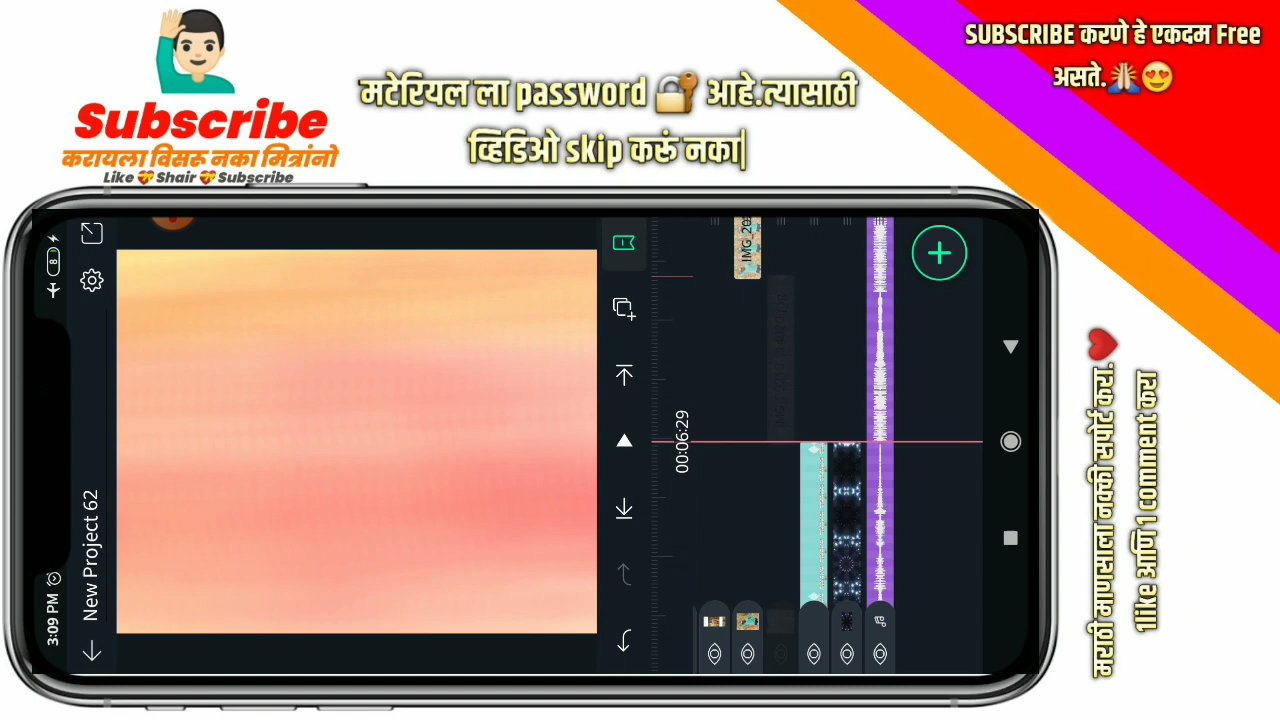 Subscribe
करायला विसरू नका मित्रांनो
Like 💝 Shair 💝 Subscribe
मटेरियल ला password 🔐 आहे.त्यासाठी
व्हिडिओ skip करूं नका|
SUBSCRIBE करणे हे एकदम Free
असते.🙏🏻😍
3:09 PM
8
New Project 62
00:06:29
IMG_20
मराठी माणसाला नक्की सपोर्ट करा.❤️
1like आणि 1 comment करा